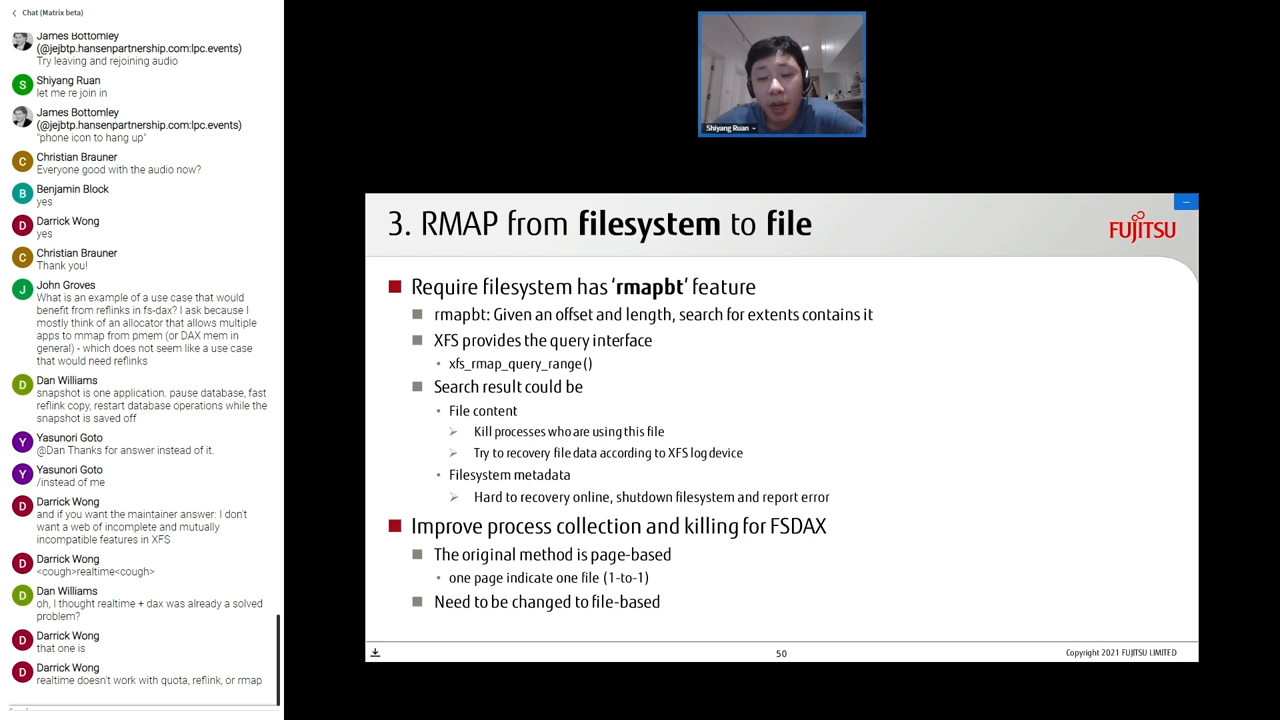 Chat (Matrix beta)
James Bottomley
(@jejbtp.hansenpartnership.com:lpc.events)
Try leaving and rejoining audio
S
Shiyang Ruan
let me re join in
James Bottomley
(@jejbtp.hansenpartnership.com:lpc.events)
"phone icon to hang up"
C
Christian Brauner
Everyone good with the audio now?
B
Benjamin Block
yes
D
Darrick Wong
yes
C
Christian Brauner
Thank you!
J
John Groves
What is an example of a use case that would
benefit from reflinks in fs-dax? I ask because I
mostly think of an allocator that allows multiple
apps to mmap from pmem (or DAX mem in
general) - which does not seem like a use case
that would need reflinks
D
Dan Williams
snapshot is one application. pause database, fast
reflink copy, restart database operations while the
snapshot is saved off
Y
Yasunori Goto
@Dan Thanks for answer instead of it.
Y
Yasunori Goto
/instead of me
D
Darrick Wong
and if you want the maintainer answer: I don't
want a web of incomplete and mutually
incompatible features in XFS
D
Darrick Wong
<cough>realtime<cough>
D
Dan Williams
oh, I thought realtime + dax was already a solved
problem?
D
Darrick Wong
that one is
D
Darrick Wong
realtime doesn't work with quota, reflink, or rmap
Shiyang Ruan
3. RMAP from filesystem to file
FUJITSU
Require filesystem has 'rmapbt' feature
rmapbt: Given an offset and length, search for extents contains it
XFS provides the query interface
xfs_rmap_query_range()
Search result could be
File content
Kill processes who are using this file
Try to recovery file data according to XFS log device
Filesystem metadata
Hard to recovery online, shutdown filesystem and report error
Improve process collection and killing for FSDAX
The original method is page-based
one page indicate one file (1-to-1)
Need to be changed to file-based
50
Copyright 2021 FUJITSU LIMITED